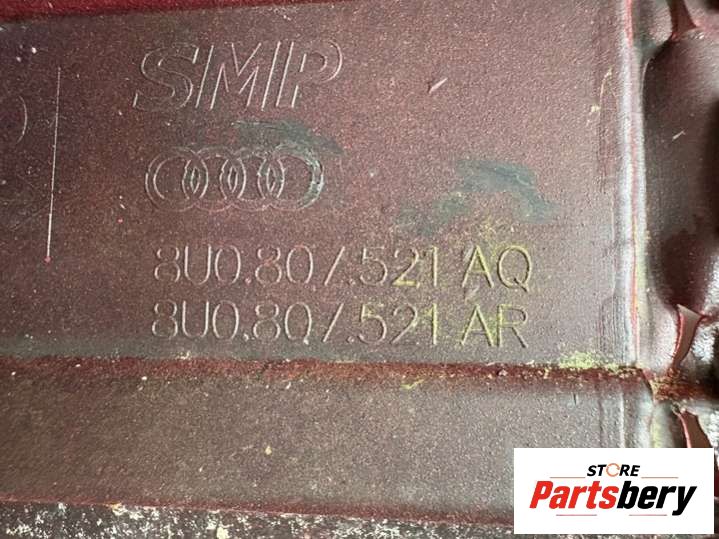 SMP
8U0.807.521 AQ
8U0.807.521 AR
STORE
Partsbery